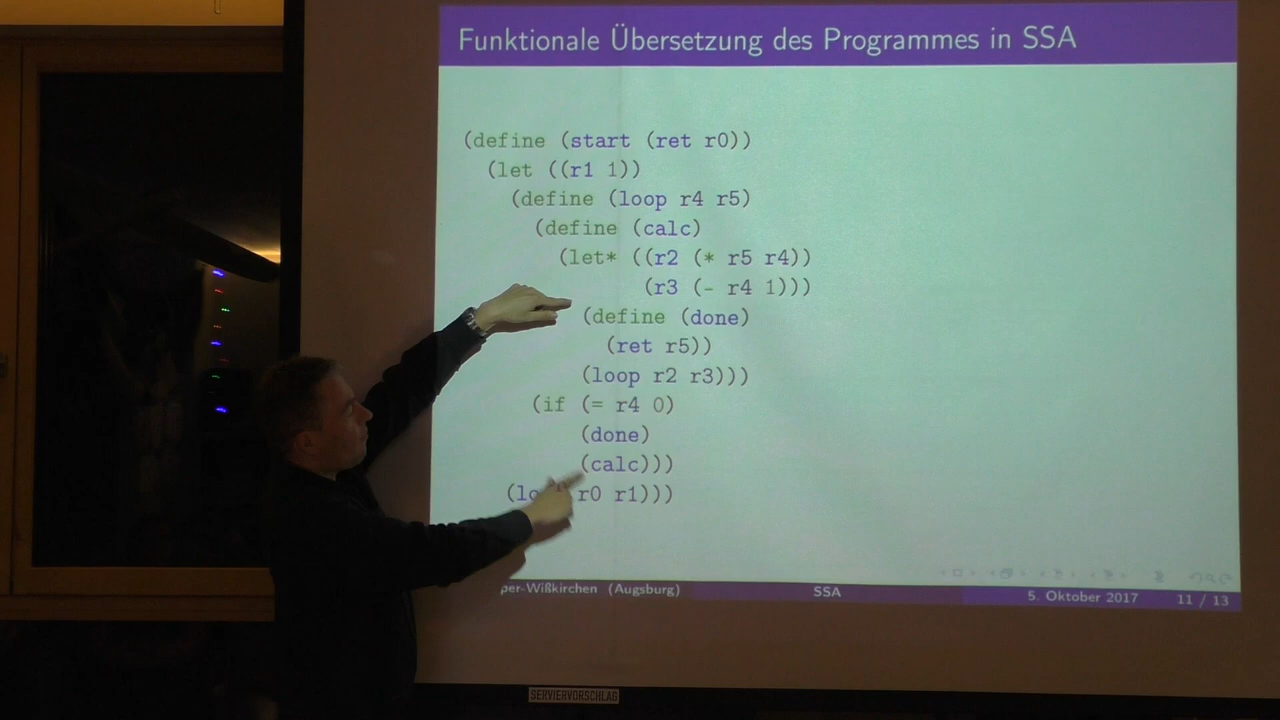 Funktionale Übersetzung des Programmes in SSA
(define (start (ret r0))
(let ((r1 1))
(define (loop r4 r5)
(define (calc)
(let* ((r2 (* r5 r4))
(r3 (- r4 1)))
(define (done)
(ret r5))
(loop r2 r3)))
(if (= r4 0)
(done)
(calc)))
r0 r1)))
per-Wißkirchen (Augsburg) SSA 5. Oktober 2017 11 / 13
SERVIERVORSCHLAG